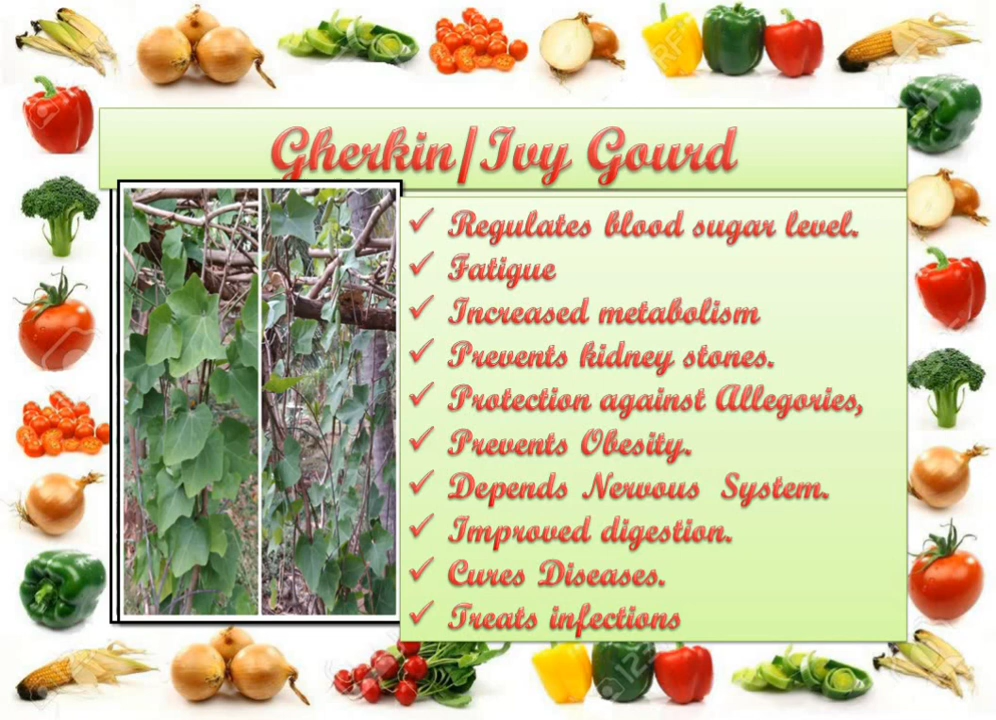 Gherkin/Ivy Gourd
✓ Regulates blood sugar level.
✓ Fatigue
✓ Increased metabolism
✓ Prevents kidney stones.
✓ Protection against Allegories,
✓ Prevents Obesity.
✓ Depends Nervous System.
✓ Improved digestion.
✓ Cures Diseases.
✓ Treats infections